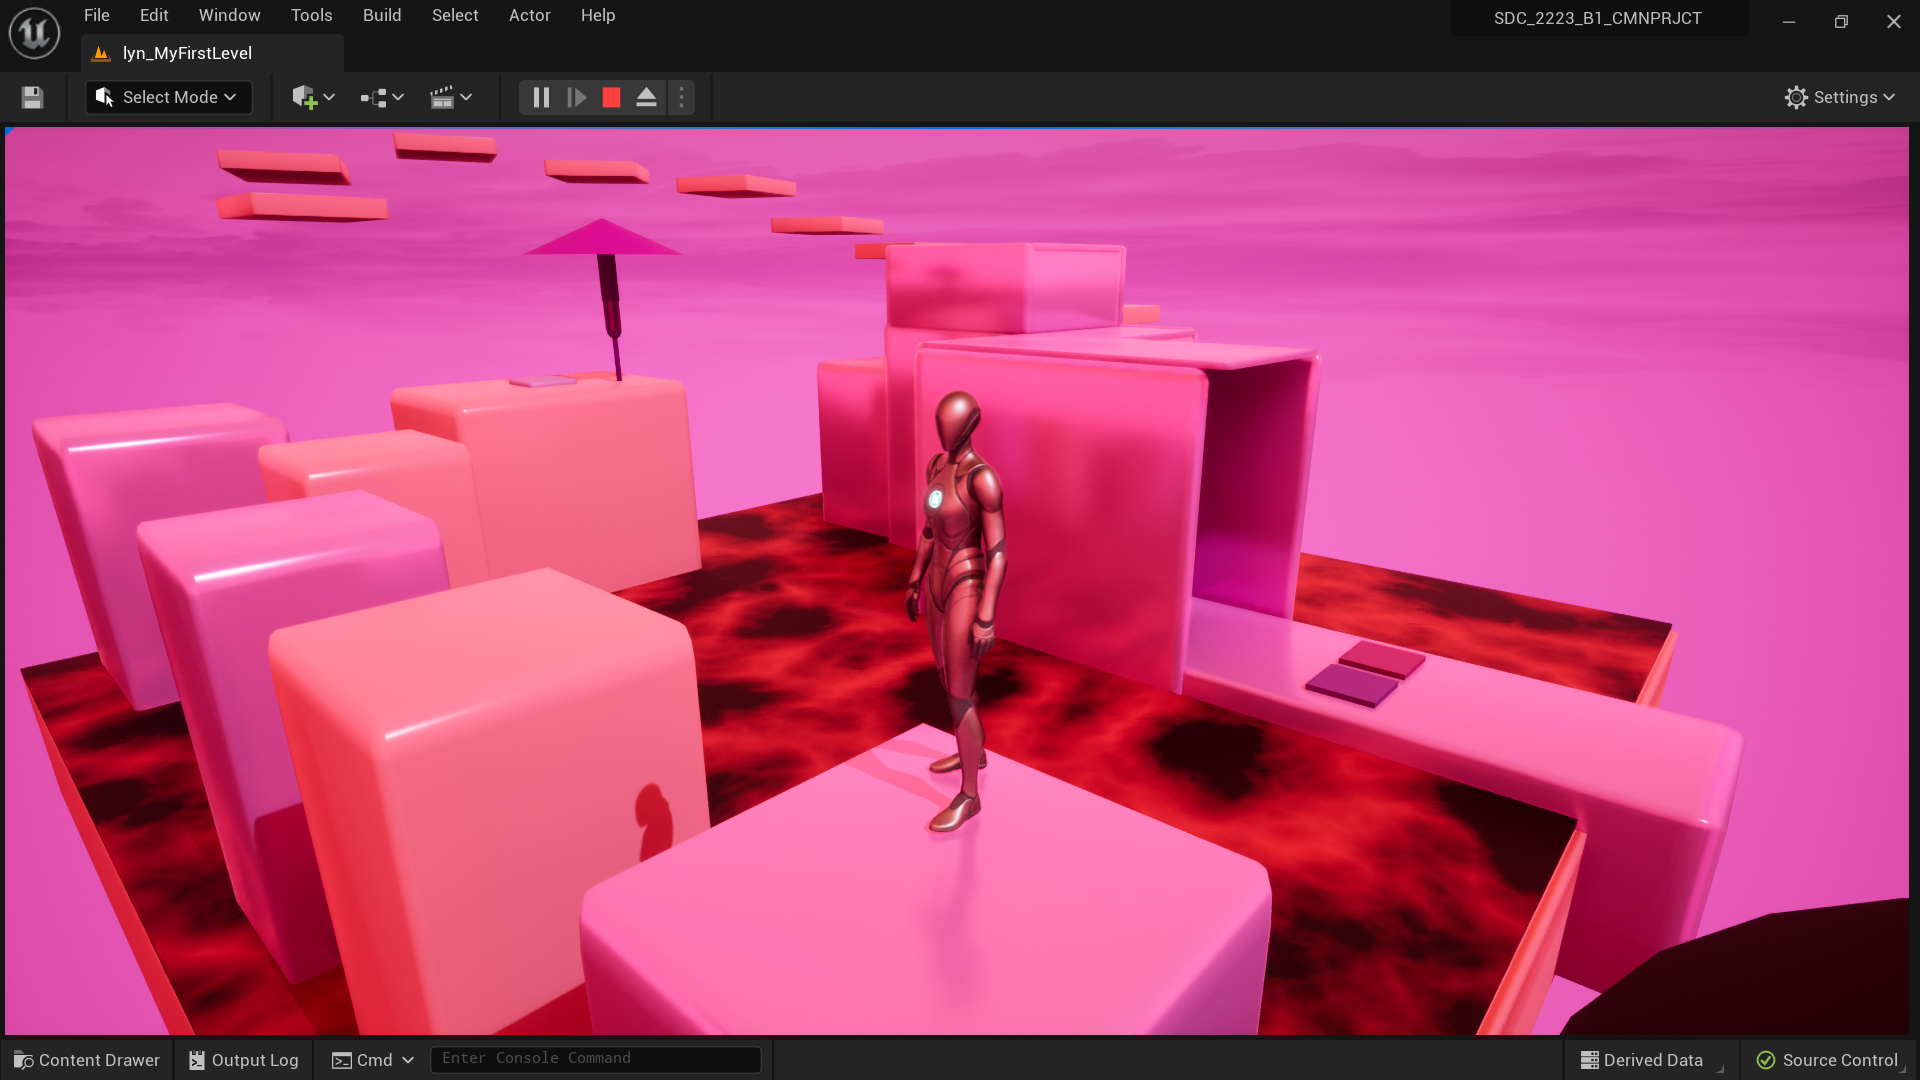 File Edit Window Tools Build Select Actor Help
SDC_2223_B1_CMNPRJCT
lyn_MyFirstLevel
Select Mode
Settings
Content Drawer
Output Log
Cmd
Enter Console Command
Derived Data
Source Control